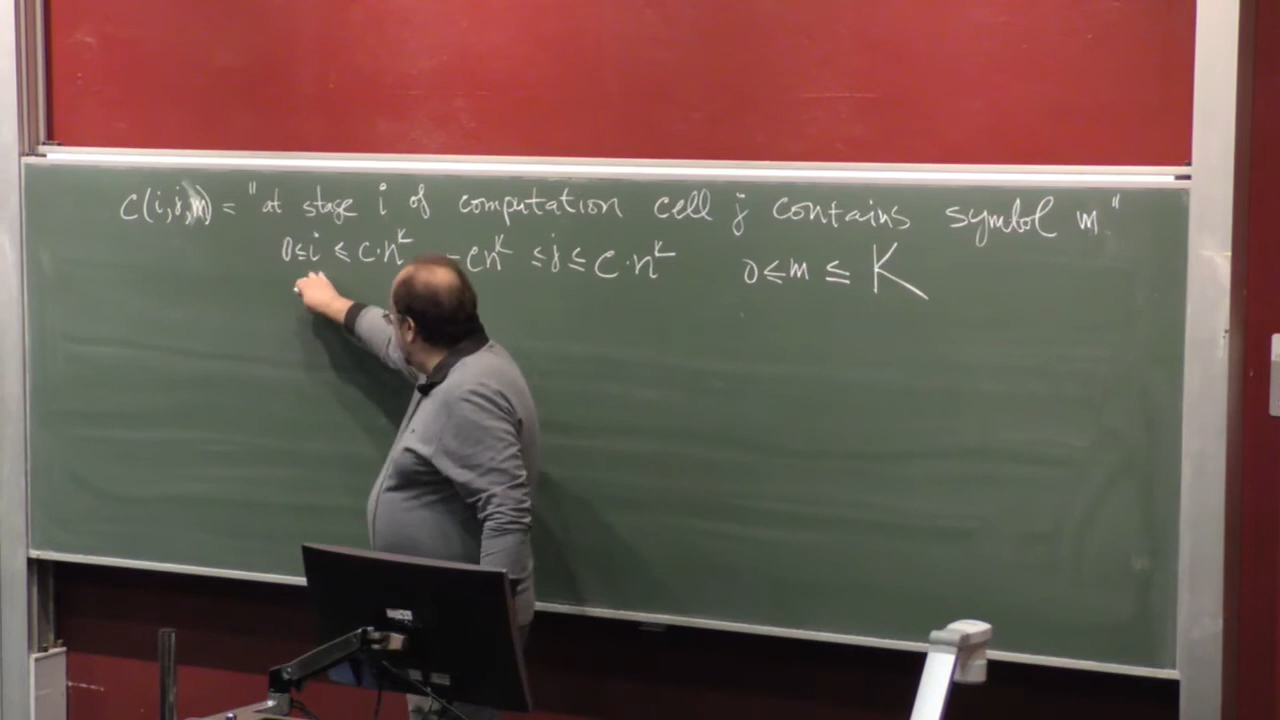 C(i,j,m) = "at stage i of computation cell j contains symbol m."
0≤i ≤ c·n^k -cn^k ≤j≤ c·n^k 0≤m ≤ K